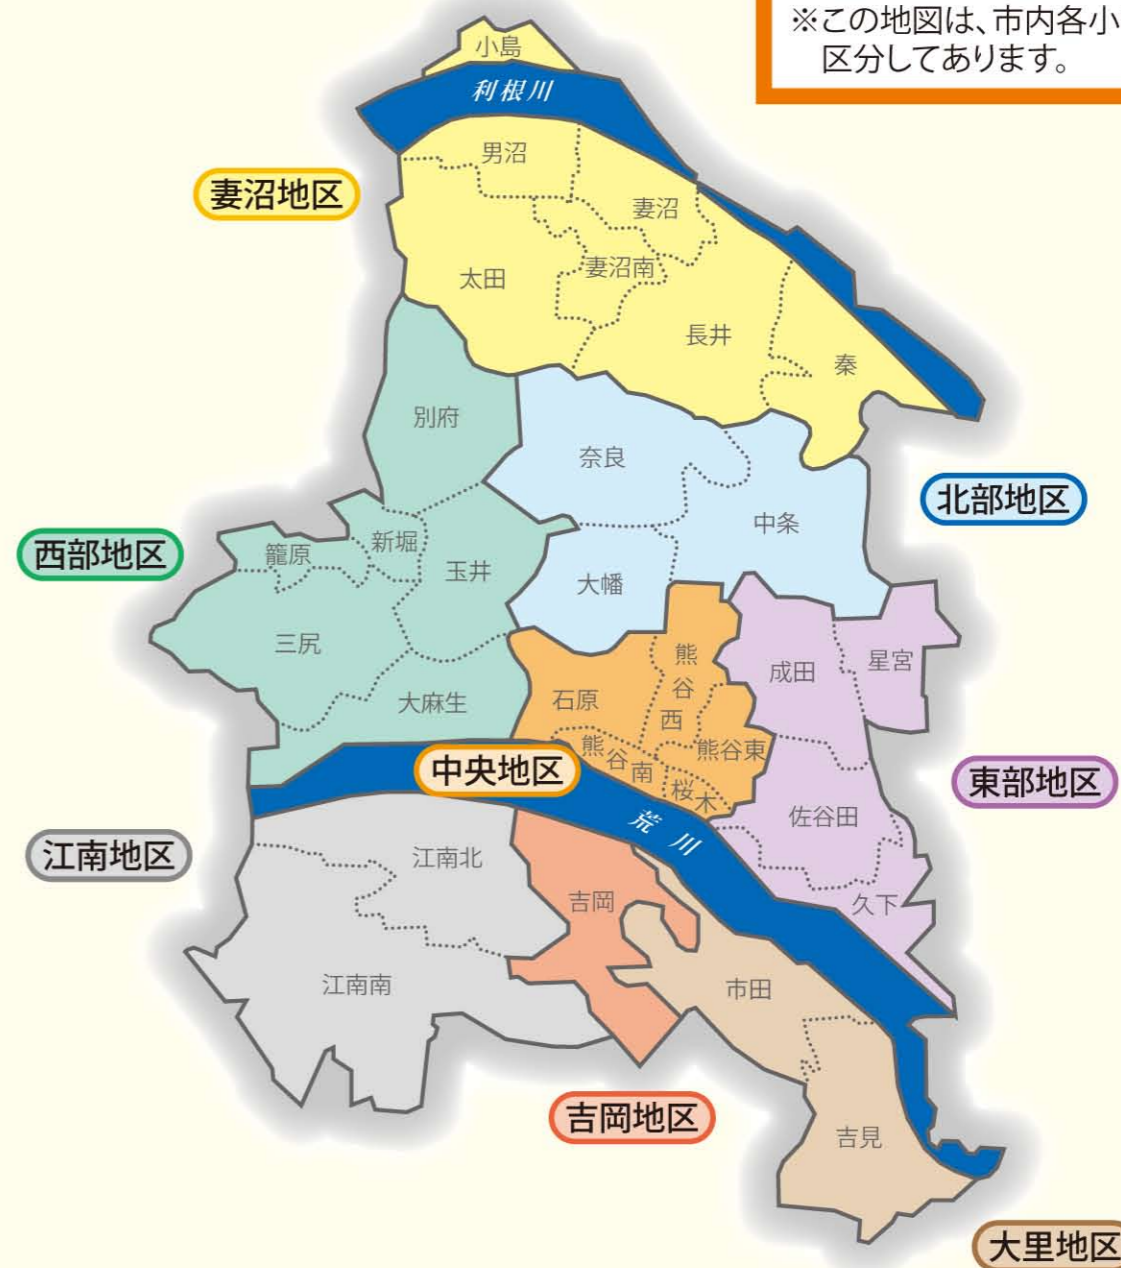 ※この地図は、市内各小
区分してあります。
小島
利根川
男沼
妻沼地区
妻沼
妻沼南
太田
長井
秦
別府
奈良
北部地区
中条
西部地区
籠原
新堀
玉井
大幡
三尻
熊谷西
成田
星宮
石原
大麻生
熊谷南
熊谷東
中央地区
桜木
東部地区
荒川
佐谷田
江南地区
江南北
吉岡
久下
江南南
市田
吉岡地区
吉見
大里地区